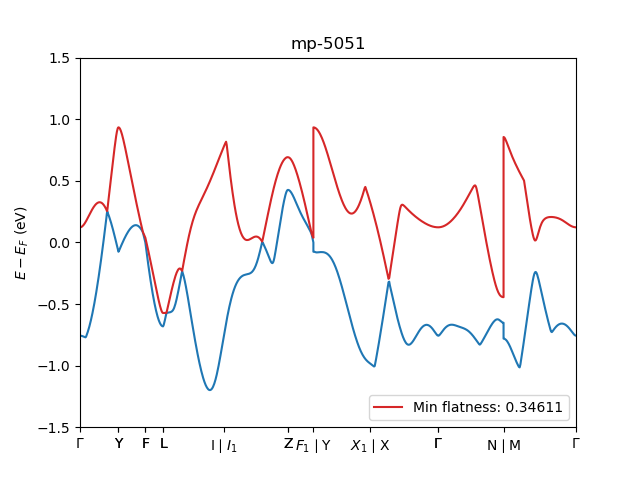 mp-5051
E − E_F (eV)
1.5
1.0
0.5
0.0
−0.5
−1.0
−1.5
Min flatness: 0.34611
Γ Y F L I | I₁ Z F₁ | Y X₁ | X Γ N | M Γ